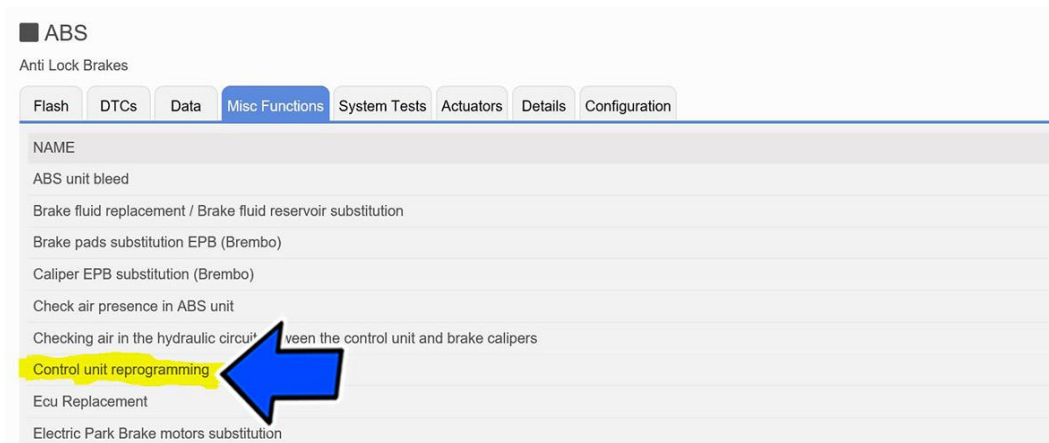 ABS
Anti Lock Brakes
Flash DTCs Data Misc Functions System Tests Actuators Details Configuration
NAME
ABS unit bleed
Brake fluid replacement / Brake fluid reservoir substitution
Brake pads substitution EPB (Brembo)
Caliper EPB substitution (Brembo)
Check air presence in ABS unit
Checking air in the hydraulic the control unit and brake calipers
Control unit reprogramming
Ecu Replacement
Electric Park Brake motors substitution